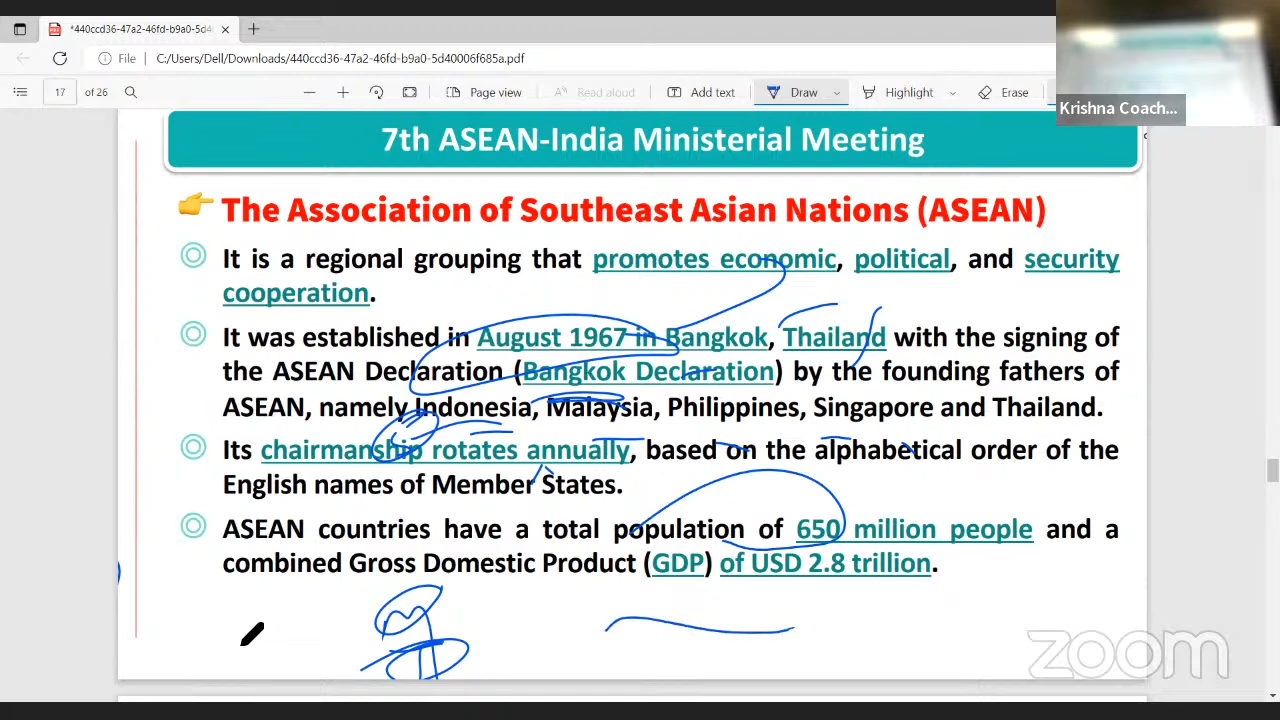 *440ccd36-47a2-46fd-b9a0-5d4
File C:/Users/Dell/Downloads/440ccd36-47a2-46fd-b9a0-5d40006f685a.pdf
17 of 26 Page view Read aloud Add text Draw Highlight Erase
Krishna Coach...
7th ASEAN-India Ministerial Meeting
The Association of Southeast Asian Nations (ASEAN)
It is a regional grouping that promotes economic, political, and security
cooperation.
It was established in August 1967 in Bangkok, Thailand with the signing of
the ASEAN Declaration (Bangkok Declaration) by the founding fathers of
ASEAN, namely Indonesia, Malaysia, Philippines, Singapore and Thailand.
Its chairmanship rotates annually, based on the alphabetical order of the
English names of Member States.
ASEAN countries have a total population of 650 million people and a
combined Gross Domestic Product (GDP) of USD 2.8 trillion.
zoom